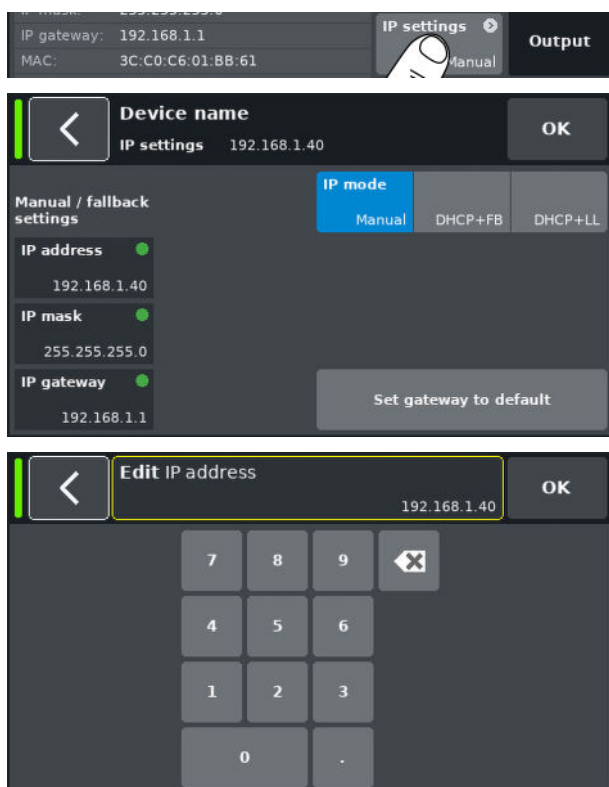 IP gateway: 192.168.1.1
MAC: 3C:C0:C6:01:BB:61
IP settings
Manual
Output
Device name
IP settings 192.168.1.40
OK
Manual / fallback
settings
IP mode
Manual DHCP+FB DHCP+LL
IP address
192.168.1.40
IP mask
255.255.255.0
IP gateway
192.168.1.1
Set gateway to default
Edit IP address
192.168.1.40
OK
7 8 9
4 5 6
1 2 3
0 .